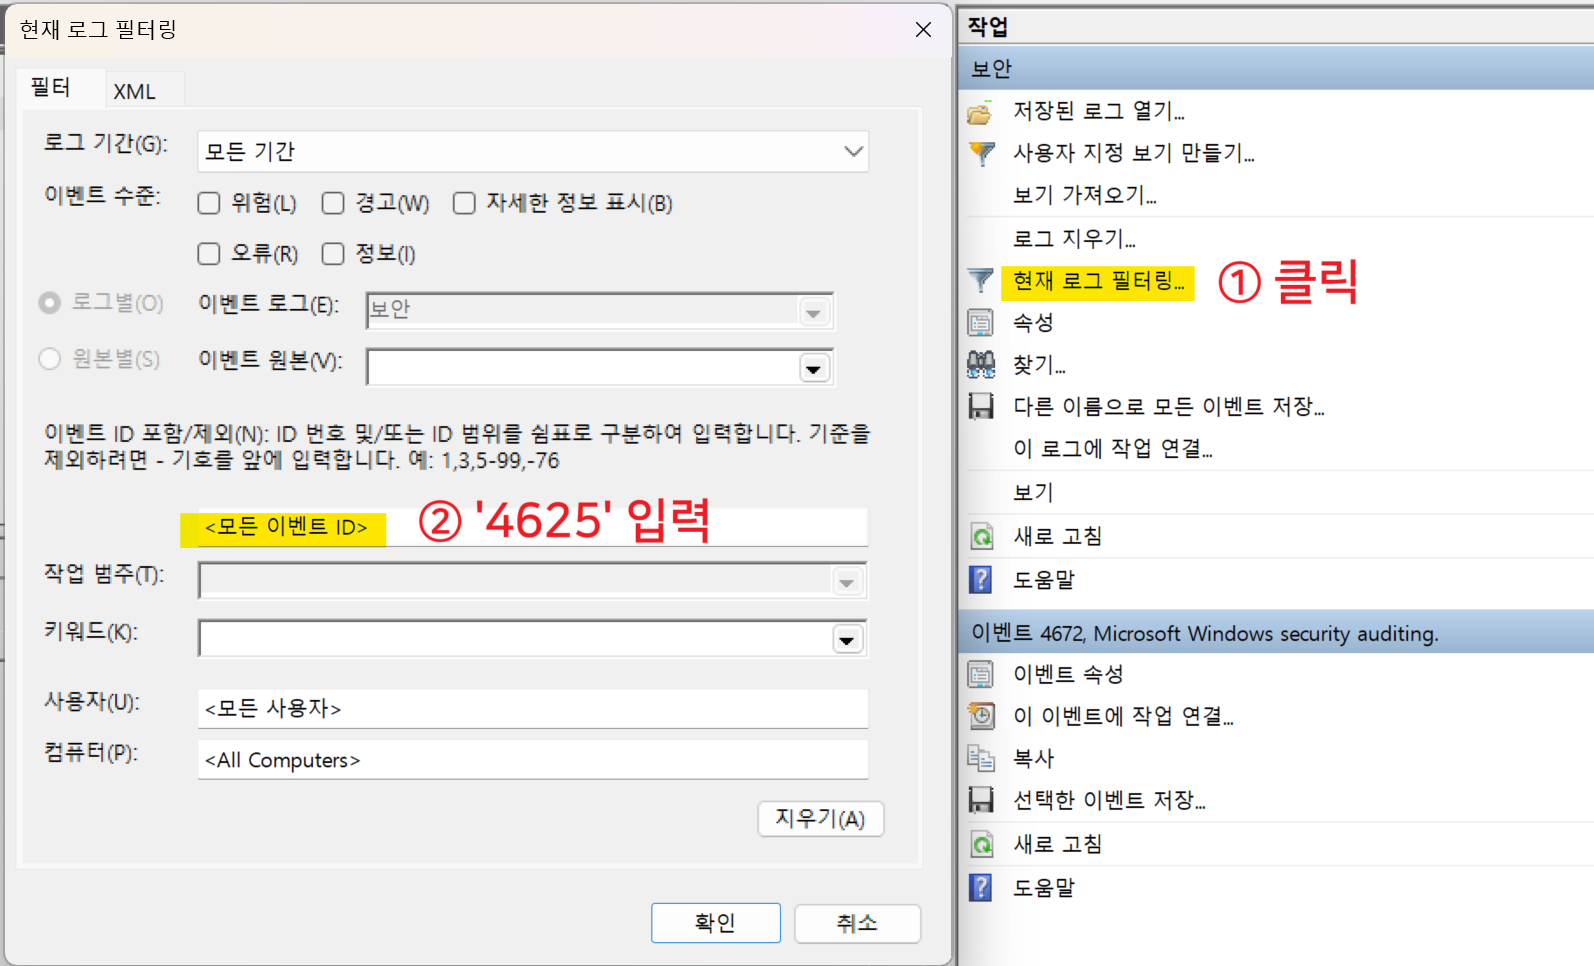 현재 로그 필터링
필터
XML
로그 기간(G):
모든 기간
이벤트 수준:
위험(L)
경고(W)
자세한 정보 표시(B)
오류(R)
정보(I)
로그별(O)
이벤트 로그(E):
보안
원본별(S)
이벤트 원본(V):
이벤트 ID 포함/제외(N): ID 번호 및/또는 ID 범위를 쉼표로 구분하여 입력합니다. 기준을
제외하려면 - 기호를 앞에 입력합니다. 예: 1,3,5-99,-76
<모든 이벤트 ID>
② '4625' 입력
작업 범주(T):
키워드(K):
사용자(U):
<모든 사용자>
컴퓨터(P):
<All Computers>
지우기(A)
확인
취소
작업
보안
저장된 로그 열기...
사용자 지정 보기 만들기...
보기 가져오기...
로그 지우기...
현재 로그 필터링...
① 클릭
속성
찾기...
다른 이름으로 모든 이벤트 저장...
이 로그에 작업 연결...
보기
새로 고침
도움말
이벤트 4672, Microsoft Windows security auditing.
이벤트 속성
이 이벤트에 작업 연결...
복사
선택한 이벤트 저장...
새로 고침
도움말